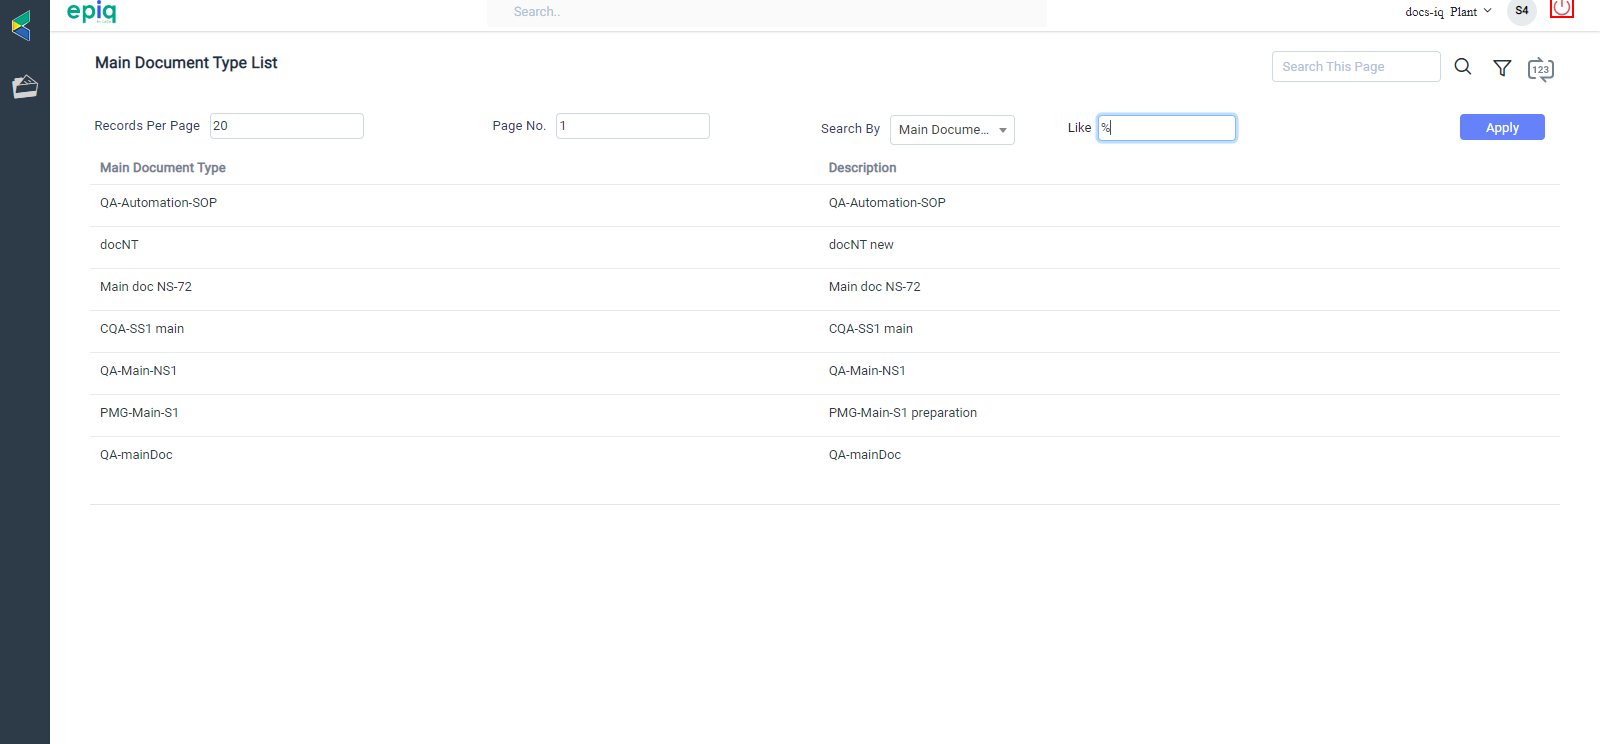 epiq
Search..
docs-iq Plant
S4
Main Document Type List
Search This Page
123
Records Per Page 20
Page No. 1
Search By Main Docume...
Like %
Apply
Main Document Type Description
QA-Automation-SOP QA-Automation-SOP
docNT docNT new
Main doc NS-72 Main doc NS-72
CQA-SS1 main CQA-SS1 main
QA-Main-NS1 QA-Main-NS1
PMG-Main-S1 PMG-Main-S1 preparation
QA-mainDoc QA-mainDoc